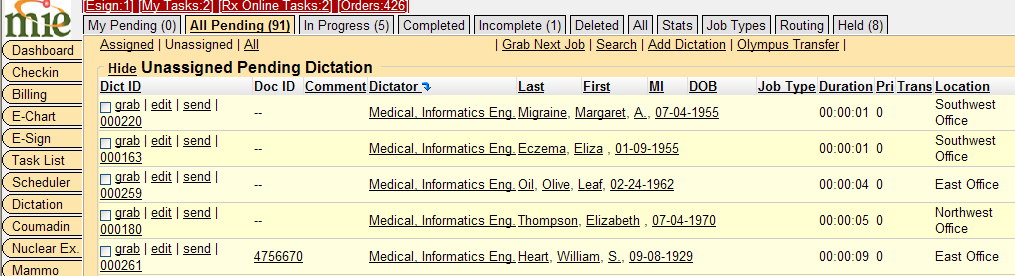 mie
[Esign:1] [My Tasks:2] [Rx Online Tasks:2] [Orders:426]
My Pending (0) All Pending (91) In Progress (5) Completed Incomplete (1) Deleted All Stats Job Types Routing Held (8)
Assigned | Unassigned | All | Grab Next Job | Search | Add Dictation | Olympus Transfer |
Hide Unassigned Pending Dictation
Dict ID Doc ID Comment Dictator Last First MI DOB Job Type Duration Pri Trans Location
grab | edit | send | 000220 -- Medical, Informatics Eng. Migraine, Margaret, A., 07-04-1955 00:00:01 0 Southwest Office
grab | edit | send | 000163 -- Medical, Informatics Eng. Eczema, Eliza , 01-09-1955 00:00:01 0 Southwest Office
grab | edit | send | 000259 -- Medical, Informatics Eng. Oil, Olive, Leaf, 02-24-1962 00:00:04 0 East Office
grab | edit | send | 000180 -- Medical, Informatics Eng. Thompson, Elizabeth , 07-04-1970 00:00:05 0 Northwest Office
grab | edit | send | 000261 4756670 Medical, Informatics Eng. Heart, William, S., 09-08-1929 00:00:09 0 East Office
Dashboard
Checkin
Billing
E-Chart
E-Sign
Task List
Scheduler
Dictation
Coumadin
Nuclear Ex.
Mammo